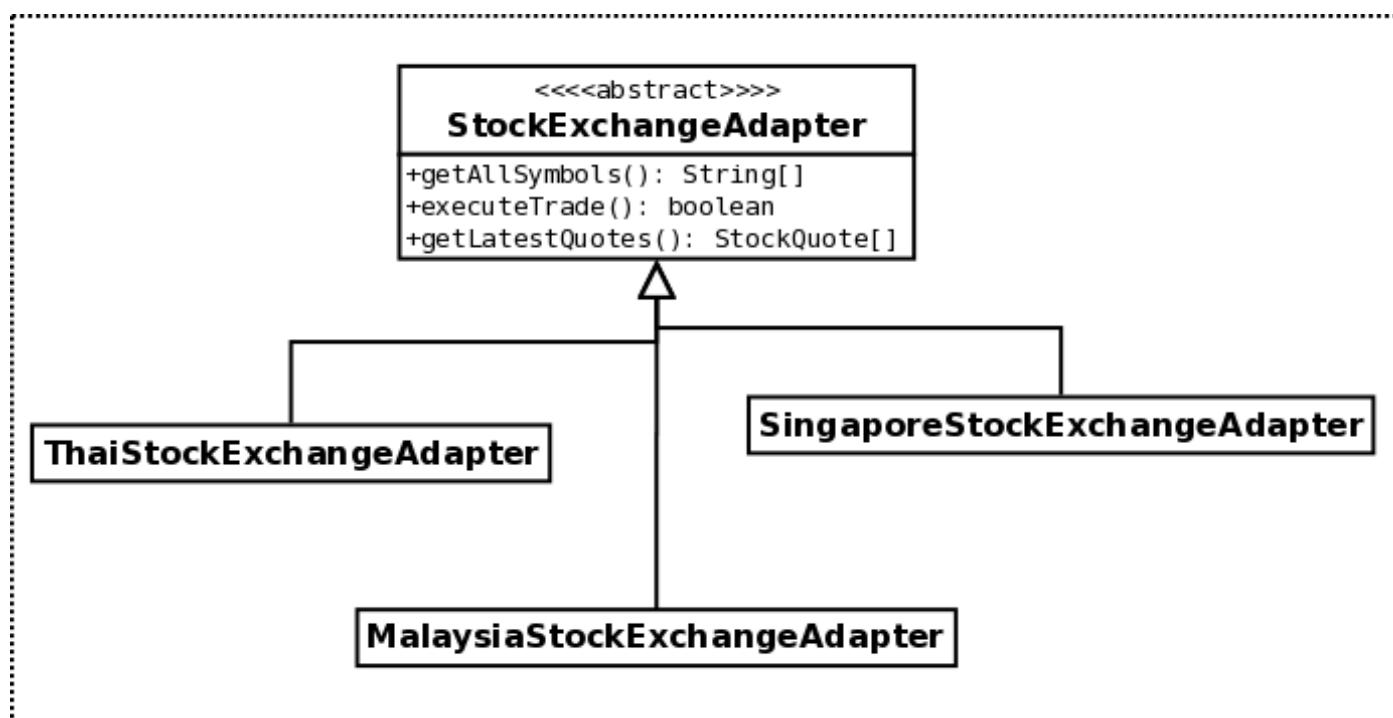 <<<<abstract>>>>
StockExchangeAdapter
+getAllSymbols(): String[]
+executeTrade(): boolean
+getLatestQuotes(): StockQuote[]
SingaporeStockExchangeAdapter
ThaiStockExchangeAdapter
MalaysiaStockExchangeAdapter